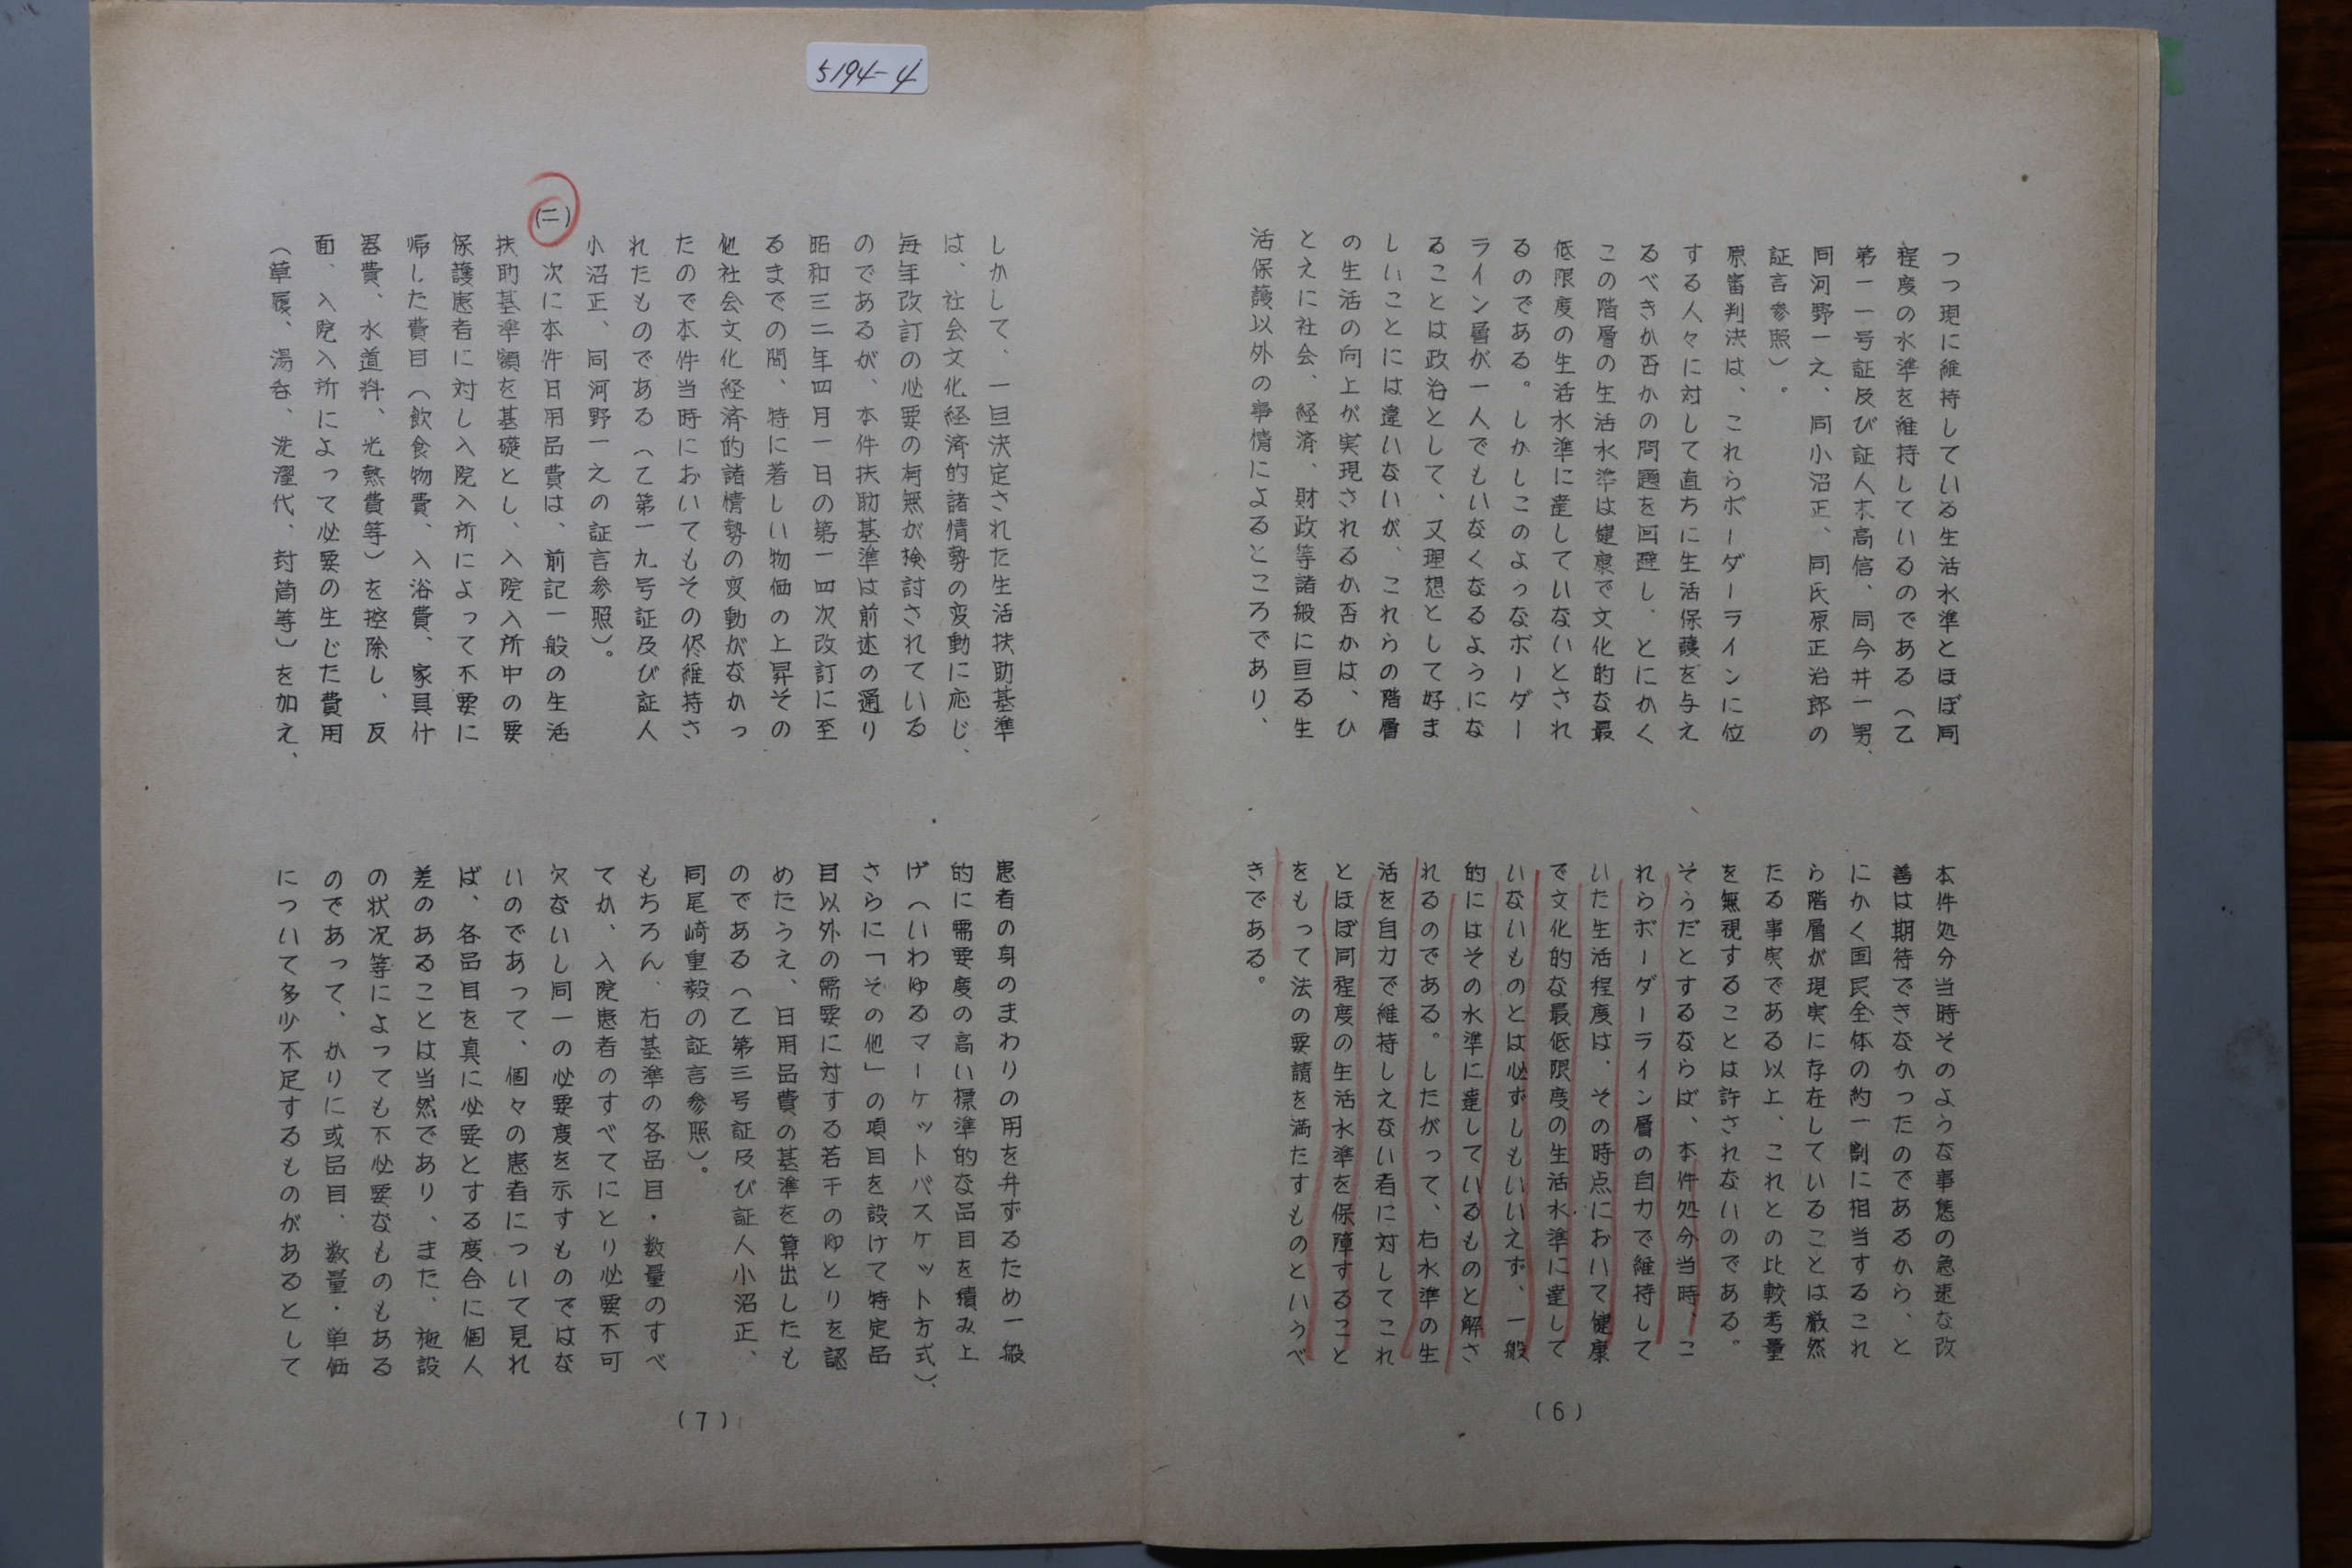 5194-4
つつ現に維持している生活水準とほぼ同
程度の水準を維持しているのである（乙
第一一号証及び証人末高信、同今井一男、
同河野一之、同小沼正、同氏原正治郎の
証言参照）。
原審判決は、これらボーダーラインに位
する人々に対して直ちに生活保護を与え
るべきか否かの問題を回避し、とにかく
この階層の生活水準は健康で文化的な最
低限度の生活水準に達していないとされ
るのである。しかしこのようなボーダー
ライン層が一人でもいなくなるようにな
ることは政治として、又理想として好ま
しいことには違いないが、これらの階層
の生活の向上が実現されるか否かは、ひ
とえに社会、経済、財政等諸般に亘る生
活保護以外の事情によるところであり、
本件処分当時そのような事態の急速な改
善は期待できなかったのであるから、と
にかく国民全体の約一割に相当するこれ
ら階層が現実に存在していることは厳然
たる事実である以上、これとの比較考量
を無視することは許されないのである。
そうだとするならば、本件処分当時、こ
れらボーダーライン層の自力で維持して
いた生活程度は、その時点において健康
で文化的な最低限度の生活水準に達して
いないものとは必ずしもいいえず、一般
的にはその水準に達しているものと解さ
れるのである。したがって、右水準の生
活を自力で維持しえない者に対してこれ
とほぼ同程度の生活水準を保障すること
をもって法の要請を満たすものというべ
きである。
（6）
しかして、一旦決定された生活扶助基準
は、社会文化経済的諸情勢の変動に応じ、
毎年改訂の必要の有無が検討されている
のであるが、本件扶助基準は前述の通り
昭和三二年四月一日の第一四次改訂に至
るまでの間、特に著しい物価の上昇その
他社会文化経済的諸情勢の変動がなかっ
たので本件当時においてもその侭維持さ
れたものである（乙第一九号証及び証人
小沼正、同河野一之の証言参照）。
(二)
次に本件日用品費は、前記一般の生活
扶助基準額を基礎とし、入院入所中の要
保護患者に対し入院入所によって不要に
帰した費目（飲食物費、入浴費、家具什
器費、水道料、光熱費等）を控除し、反
面、入院入所によって必要の生じた費用
（草履、湯呑、洗濯代、封筒等）を加え、
患者の身のまわりの用を弁ずるため一般
的に需要度の高い標準的な品目を積み上
げ（いわゆるマーケットバスケット方式）、
さらに「その他」の項目を設けて特定品
目以外の需要に対する若干のゆとりを認
めたうえ、日用品費の基準を算出したも
のである（乙第三号証及び証人小沼正、
同尾崎重毅の証言参照）。
もちろん、右基準の各品目・数量のすべ
てか、入院患者のすべてにとり必要不可
欠ないし同一の必要度を示すものではな
いのであって、個々の患者について見れ
ば、各品目を真に必要とする度合に個人
差のあることは当然であり、また、施設
の状況等によっても不必要なものもある
のであって、かりに或品目、数量・単価
について多少不足するものがあるとして
（7）